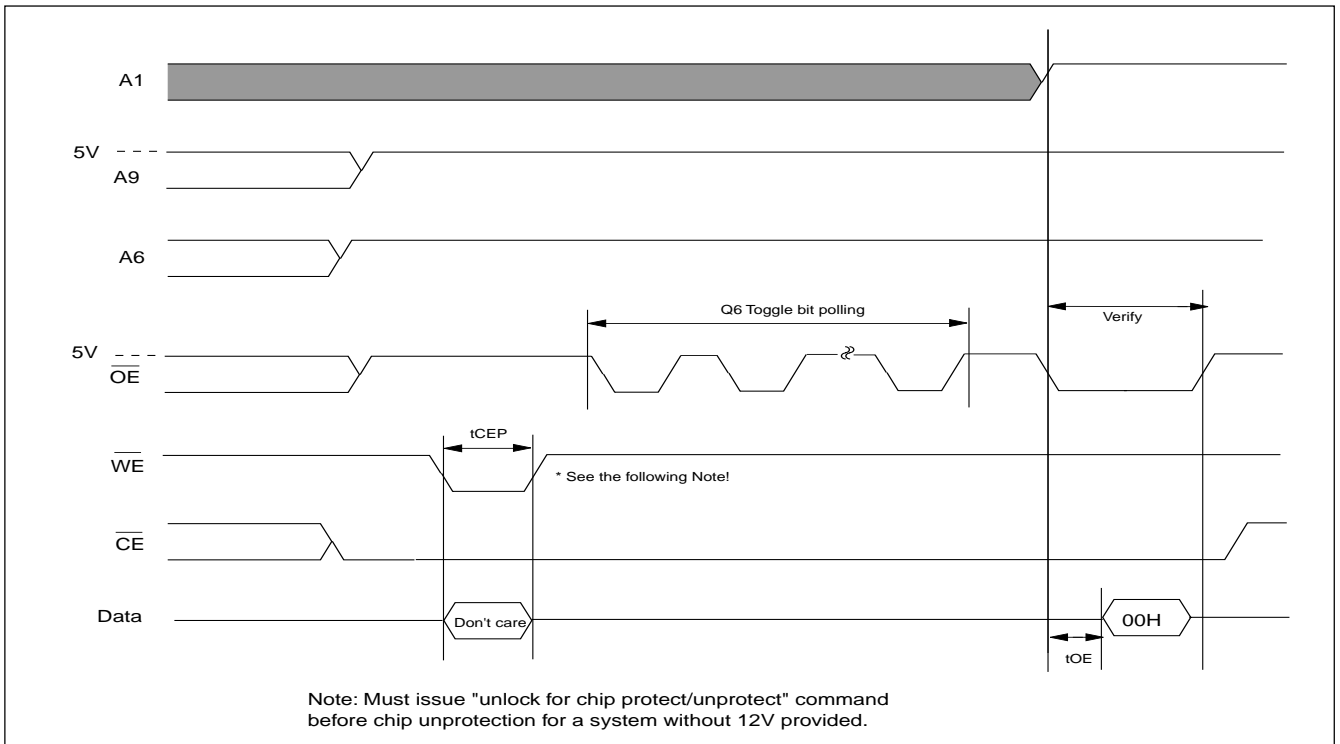 A1
5V
A9
A6
Q6 Toggle bit polling
Verify
5V
OE
tCEP
WE
* See the following Note!
CE
Data
Don't care
00H
tOE
Note: Must issue "unlock for chip protect/unprotect" command
before chip unprotection for a system without 12V provided.